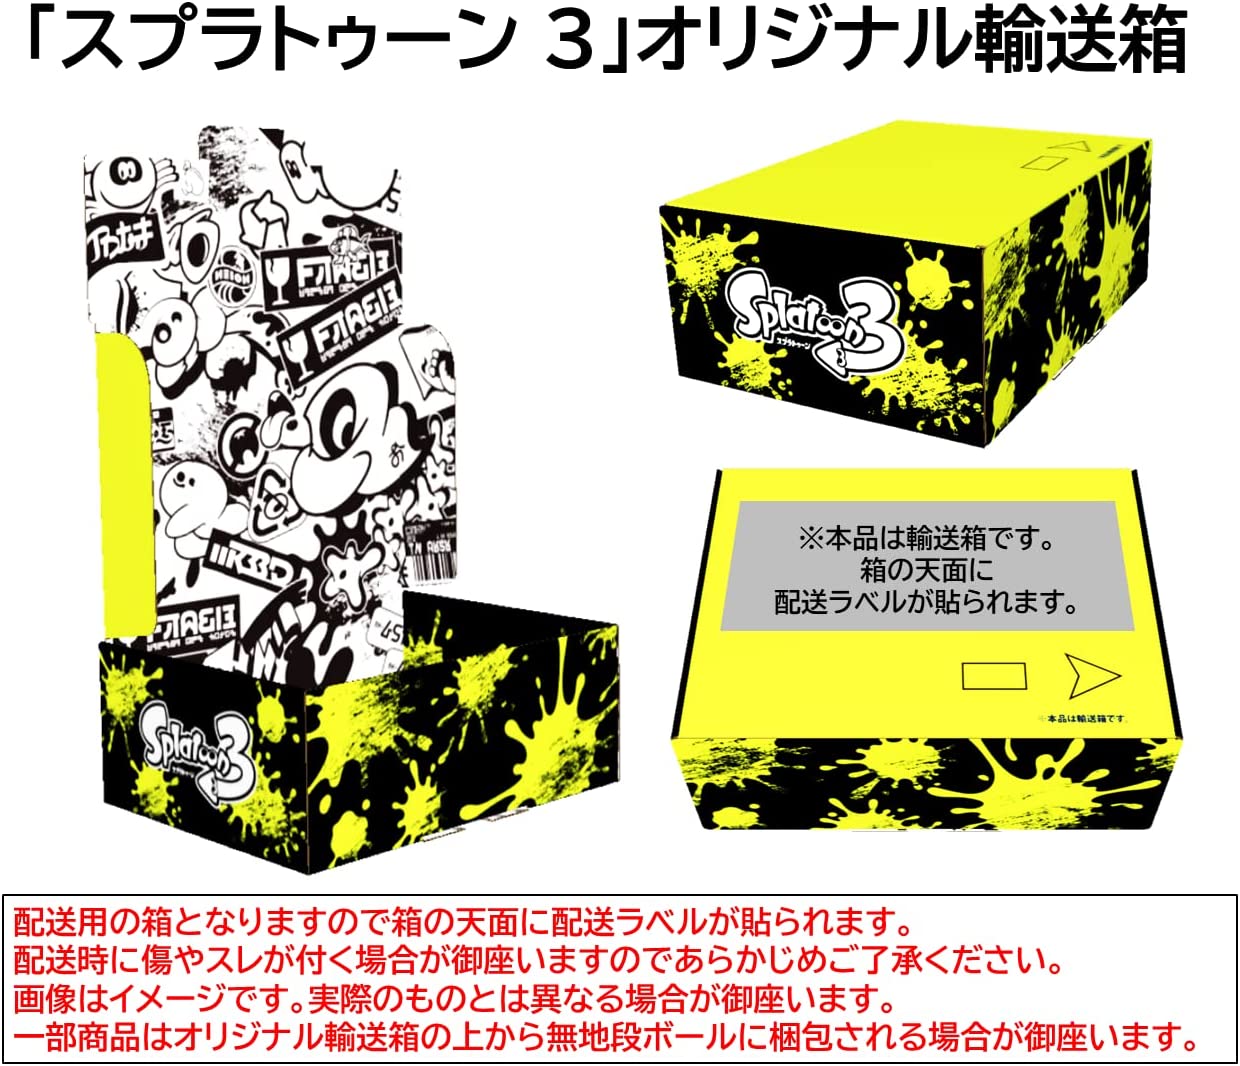 「スプラトゥーン 3」オリジナル輸送箱
Splatoon 3
スプラトゥーン
※本品は輸送箱です。
箱の天面に
配送ラベルが貼られます。
※本品は輸送箱です。
Splatoon 3
配送用の箱となりますので箱の天面に配送ラベルが貼られます。
配送時に傷やスレが付く場合が御座いますのであらかじめご了承ください。
画像はイメージです。実際のものとは異なる場合が御座います。
一部商品はオリジナル輸送箱の上から無地段ボールに梱包される場合が御座います。